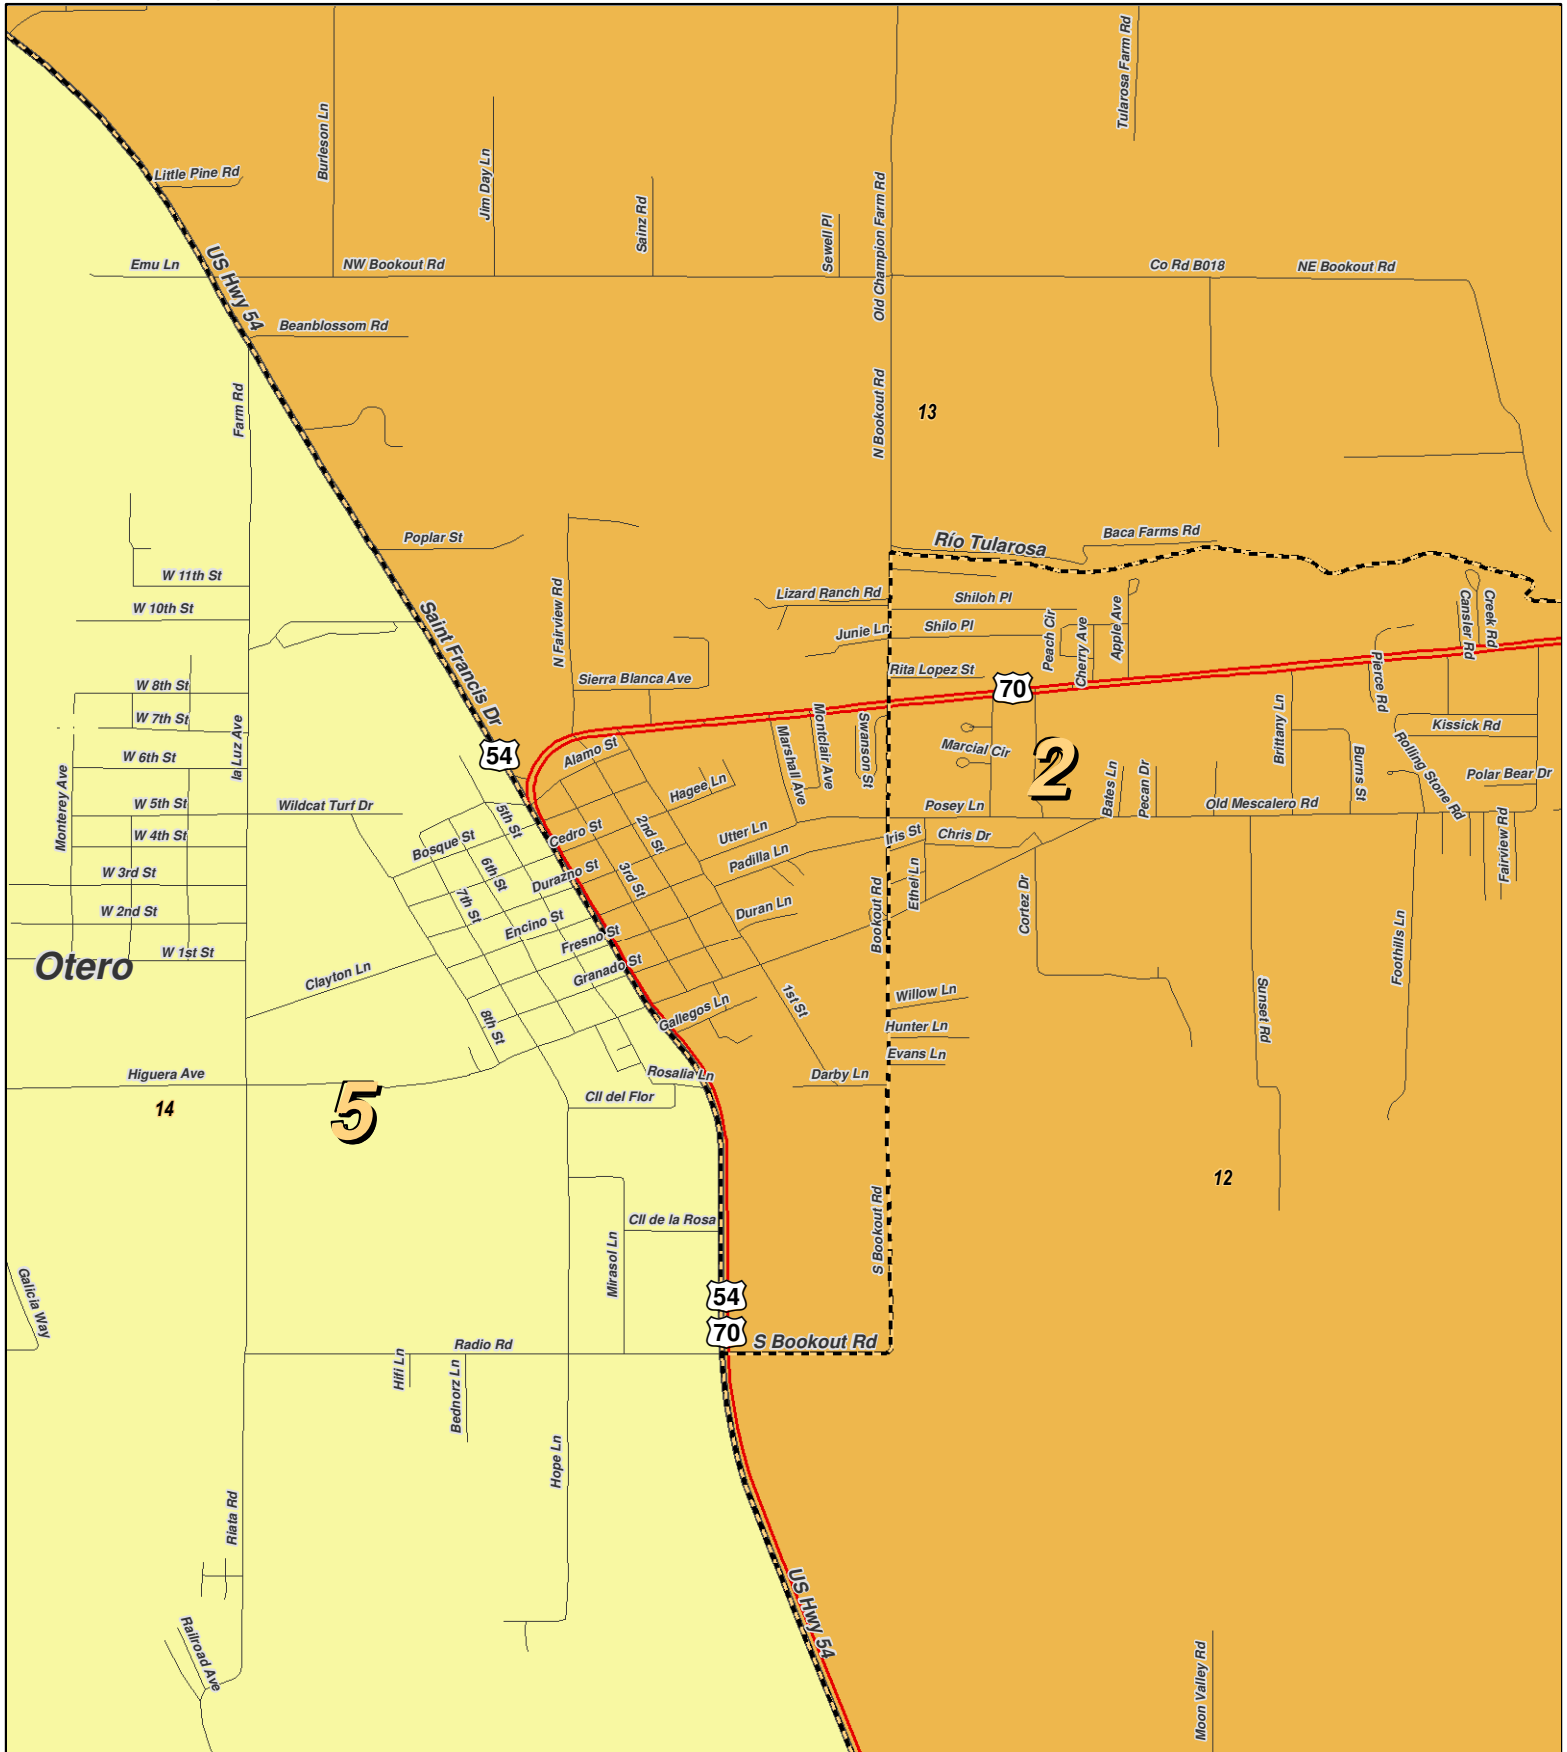 Tularosa Farm Rd
Burleson Ln
Jim Day Ln
Little Pine Rd
Sainz Rd
Sewell Pl
Old Champion Farm Rd
US Hwy 54
Emu Ln
NW Bookout Rd
Co Rd B018
NE Bookout Rd
Beanblossom Rd
Farm Rd
N Bookout Rd
13
Poplar St
Río Tularosa
Baca Farms Rd
W 11th St
W 10th St
Saint Francis Dr
N Fairview Rd
Lizard Ranch Rd
Shiloh Pl
Junie Ln
Shilo Pl
Peach Cir
Cherry Ave
Apple Ave
Cansler Rd
Creek Rd
Rita Lopez St
Pierce Rd
W 8th St
Sierra Blanca Ave
70
W 7th St
la Luz Ave
Marshall Ave
Montclair Ave
Swanson St
Brittany Ln
Kissick Rd
54
Alamo St
Marcial Cir
2
W 6th St
Monterey Ave
Hagee Ln
Bates Ln
Pecan Dr
Burns St
Rolling Stone Rd
Polar Bear Dr
W 5th St
Wildcat Turf Dr
5th St
Posey Ln
Old Mescalero Rd
W 4th St
Bosque St
Cedro St
2nd St
Utter Ln
Iris St
Chris Dr
Fairview Rd
W 3rd St
6th St
Durazno St
3rd St
Padilla Ln
Ethel Ln
W 2nd St
7th St
Encino St
Duran Ln
Bookout Rd
Cortez Dr
W 1st St
Fresno St
Foothills Ln
Otero
Clayton Ln
Granado St
1st St
Willow Ln
Sunset Rd
8th St
Gallegos Ln
Hunter Ln
Evans Ln
Higuera Ave
Rosalia Ln
Darby Ln
14
5
Cll del Flor
12
Cll de la Rosa
S Bookout Rd
Mirasol Ln
Galicia Way
54
70
S Bookout Rd
Radio Rd
Hifi Ln
Bednorz Ln
Hope Ln
Riata Rd
US Hwy 54
Railroad Ave
Moon Valley Rd